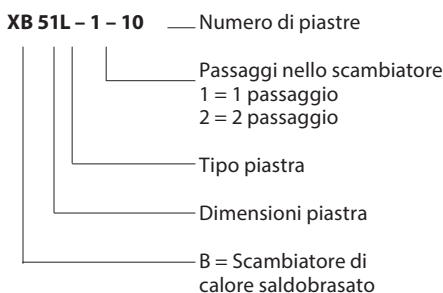 XB 51L – 1 – 10
Numero di piastre
Passaggi nello scambiatore
1 = 1 passaggio
2 = 2 passaggio
Tipo piastra
Dimensioni piastra
B = Scambiatore di
calore saldobrasato